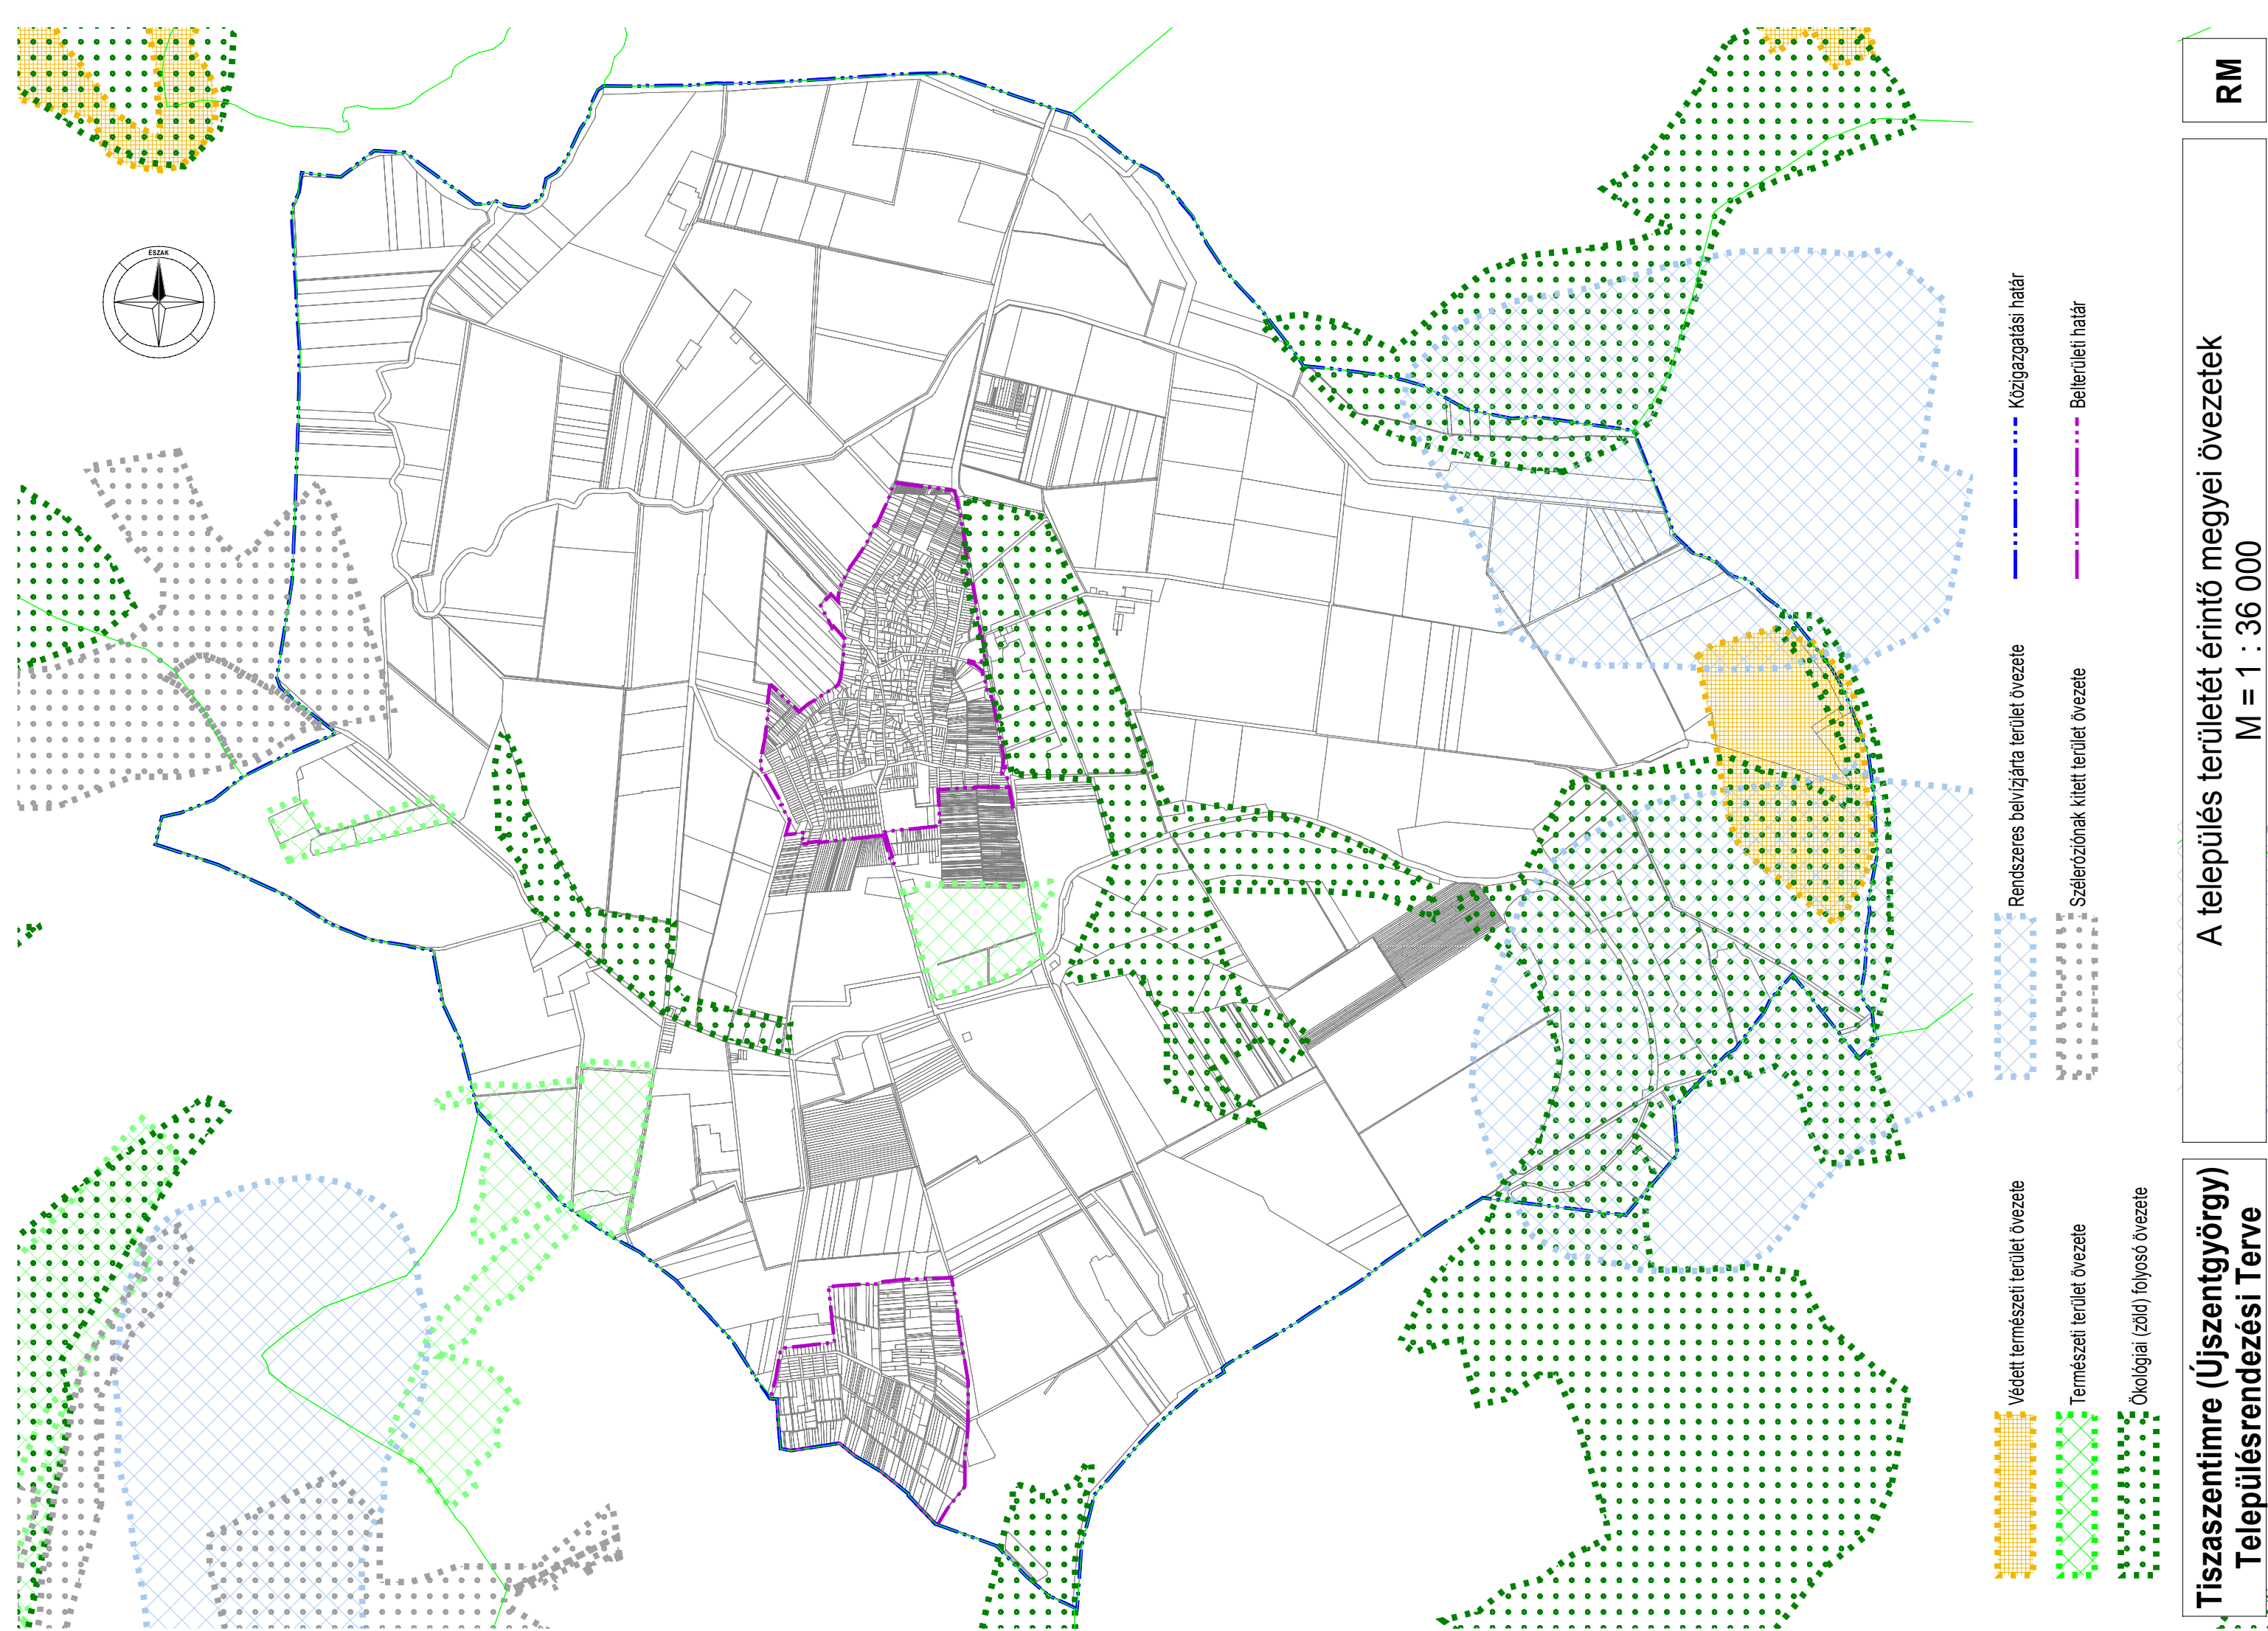 ÉSZAK
Védett természeti terület övezete
Természeti terület övezete
Ökológiai (zöld) folyosó övezete
Rendszeres belvízjárta terület övezete
Széleróziónak kitett terület övezete
Közigazgatási határ
Belterületi határ
Tiszaszentimre (Újszentgyörgy)
Településrendezési Terve
A település területét érintő megyei övezetek
M = 1 : 36 000
RM